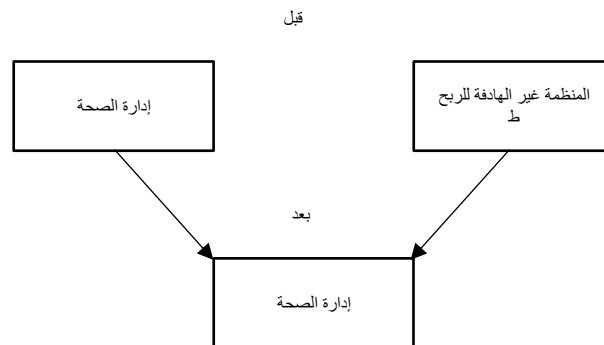 قبل
المنظمة غير الهادفة للربح
ط
إدارة الصحة
بعد
إدارة الصحة